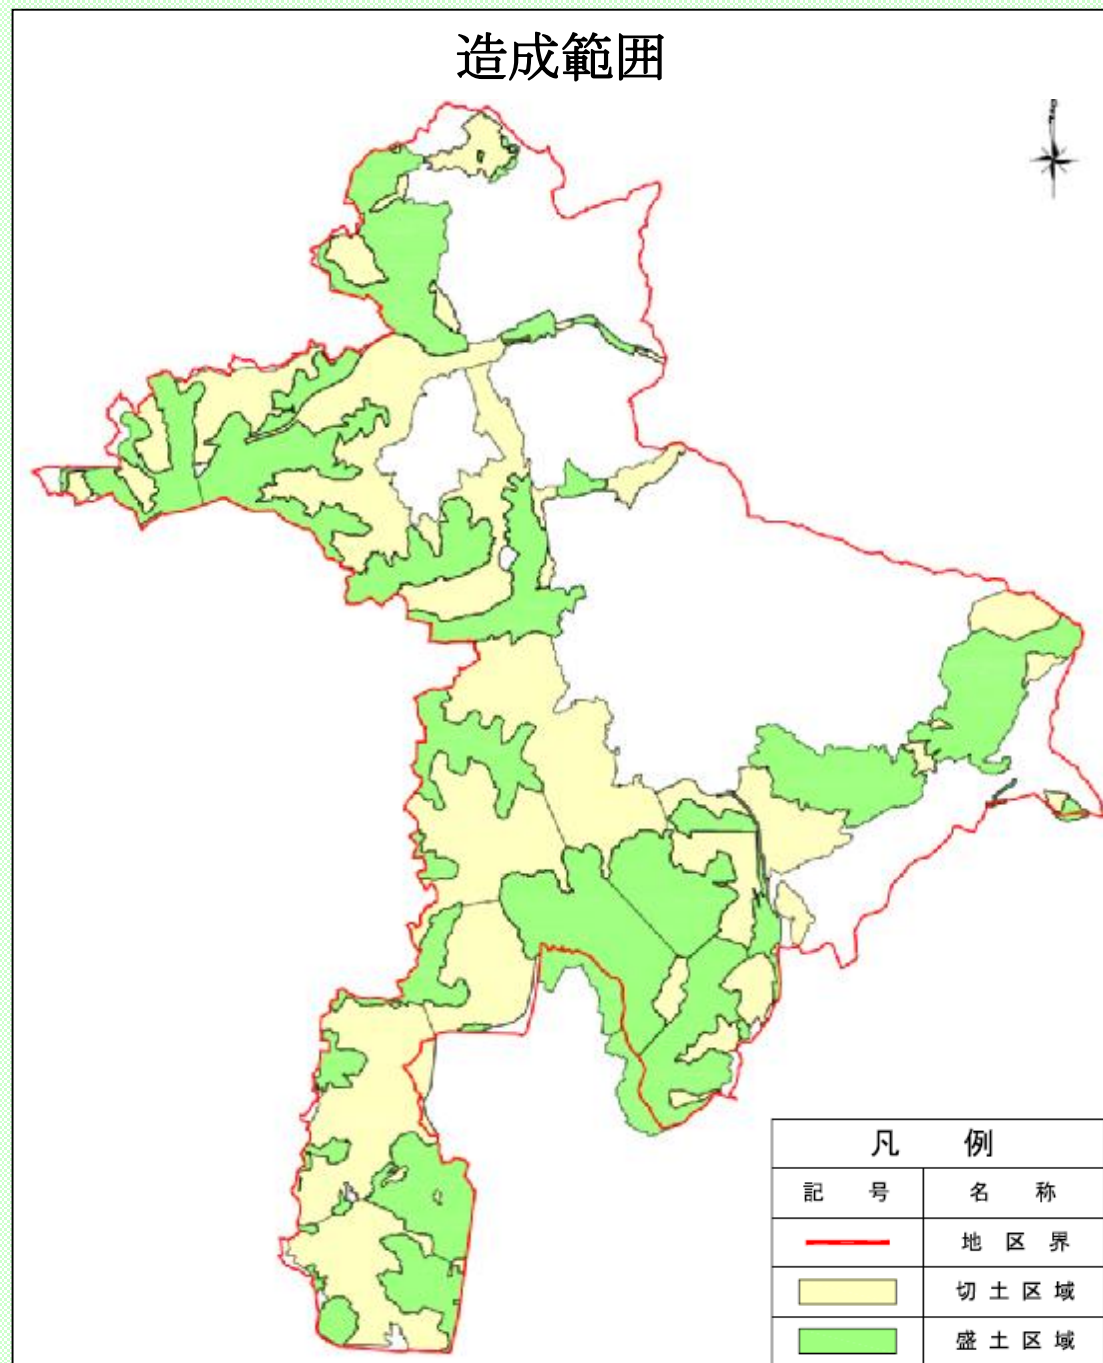 造成範囲
凡 例
記 号 名 称
地 区 界
切 土 区 域
盛 土 区 域